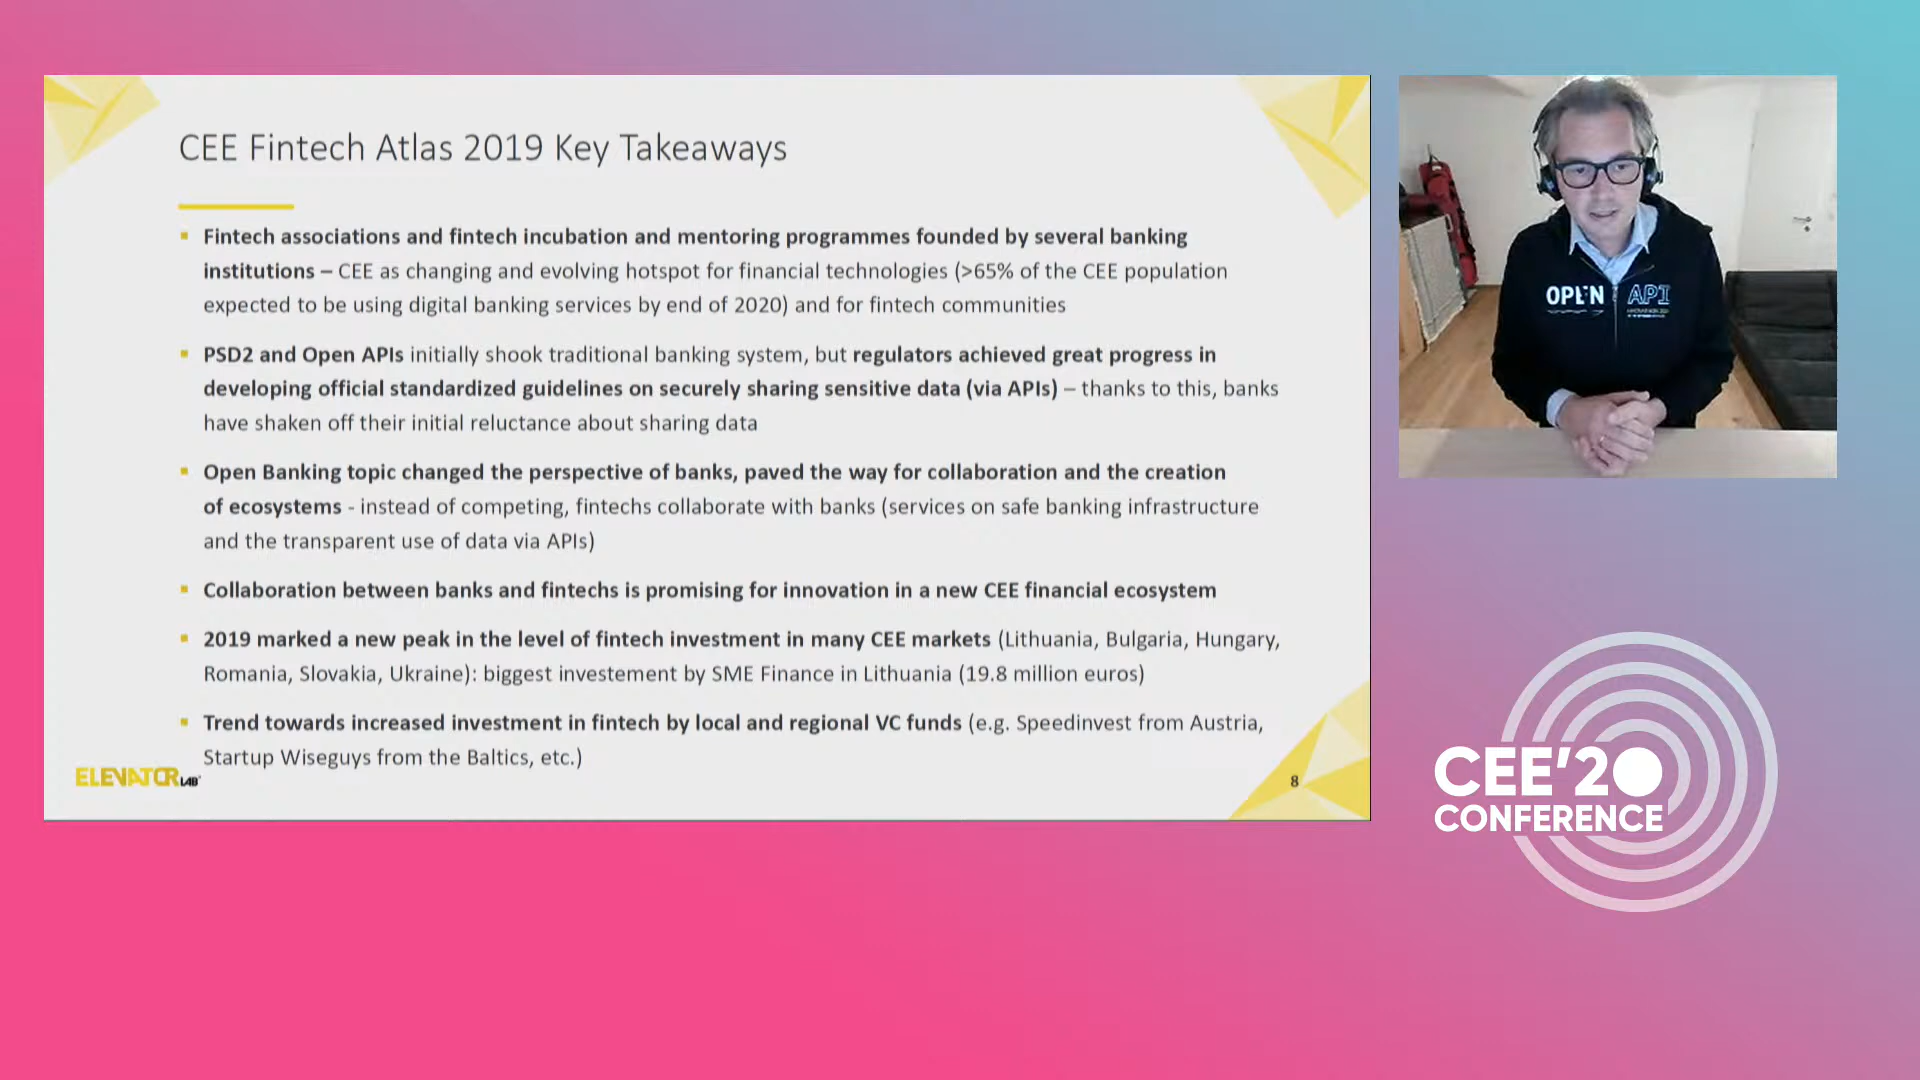 CEE Fintech Atlas 2019 Key Takeaways
Fintech associations and fintech incubation and mentoring programmes founded by several banking
institutions – CEE as changing and evolving hotspot for financial technologies (>65% of the CEE population
expected to be using digital banking services by end of 2020) and for fintech communities
PSD2 and Open APIs initially shook traditional banking system, but regulators achieved great progress in
developing official standardized guidelines on securely sharing sensitive data (via APIs) – thanks to this, banks
have shaken off their initial reluctance about sharing data
Open Banking topic changed the perspective of banks, paved the way for collaboration and the creation
of ecosystems - instead of competing, fintechs collaborate with banks (services on safe banking infrastructure
and the transparent use of data via APIs)
Collaboration between banks and fintechs is promising for innovation in a new CEE financial ecosystem
2019 marked a new peak in the level of fintech investment in many CEE markets (Lithuania, Bulgaria, Hungary,
Romania, Slovakia, Ukraine): biggest investement by SME Finance in Lithuania (19.8 million euros)
Trend towards increased investment in fintech by local and regional VC funds (e.g. Speedinvest from Austria,
Startup Wiseguys from the Baltics, etc.)
ELEVATOR LAB
8
OPEN API
CEE'20
CONFERENCE